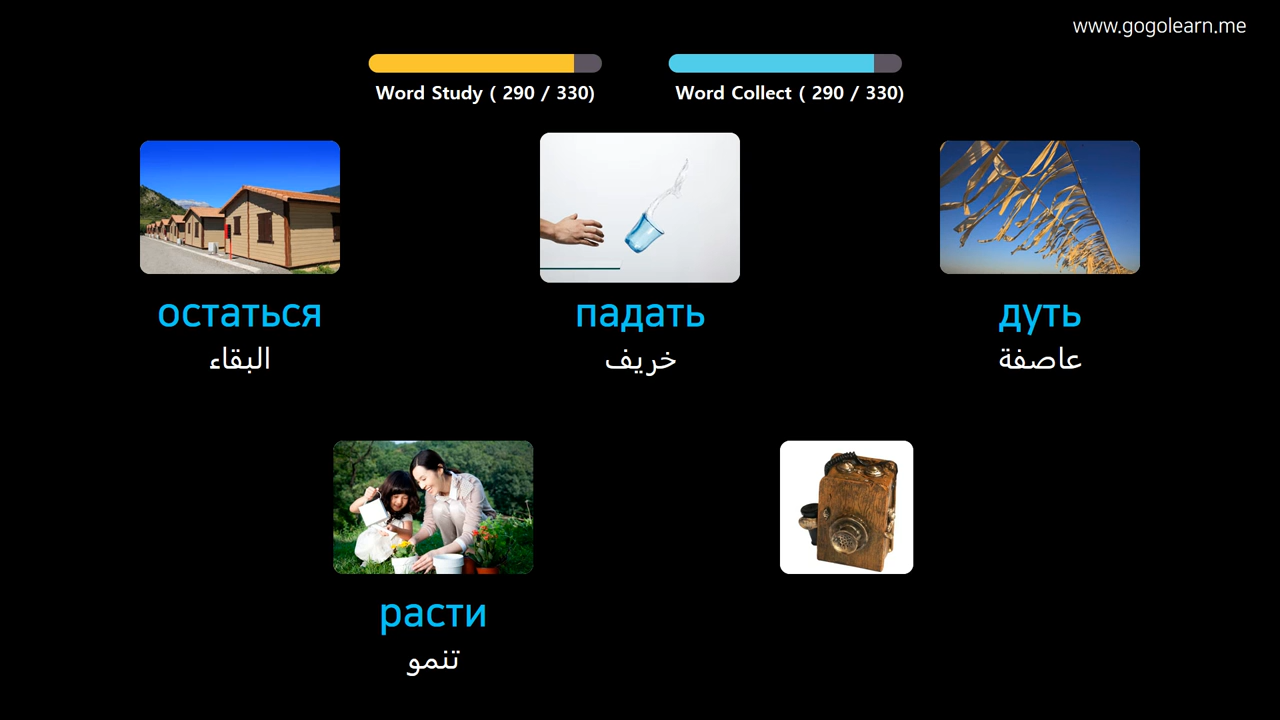 www.gogolearn.me
Word Study ( 290 / 330)
Word Collect ( 290 / 330)
остаться
البقاء
падать
خريف
дуть
عاصفة
расти
تنمو